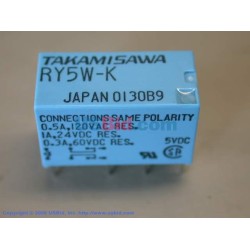 TAKAMISAWA
RY5W-K
JAPAN 0130B9
CONNECTIONS SAME POLARITY
0.5A,120VAC RES.
1A,24VDC RES.
0.3A,60VDC RES.
5VDC